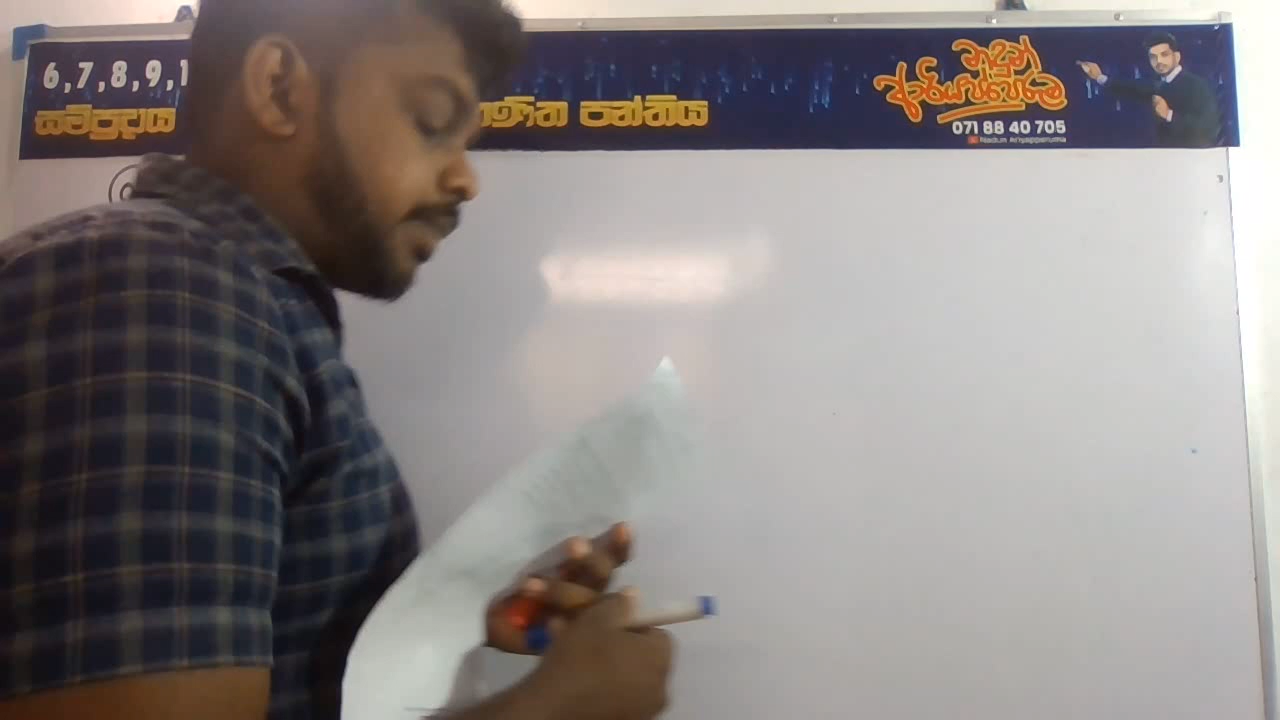 6,7,8,9,1
සම්ප්‍රදාය
ගණිත පන්තිය
නදුන්
ආරියප්පෙරුම
071 88 40 705
Nadun Ariyapperuma